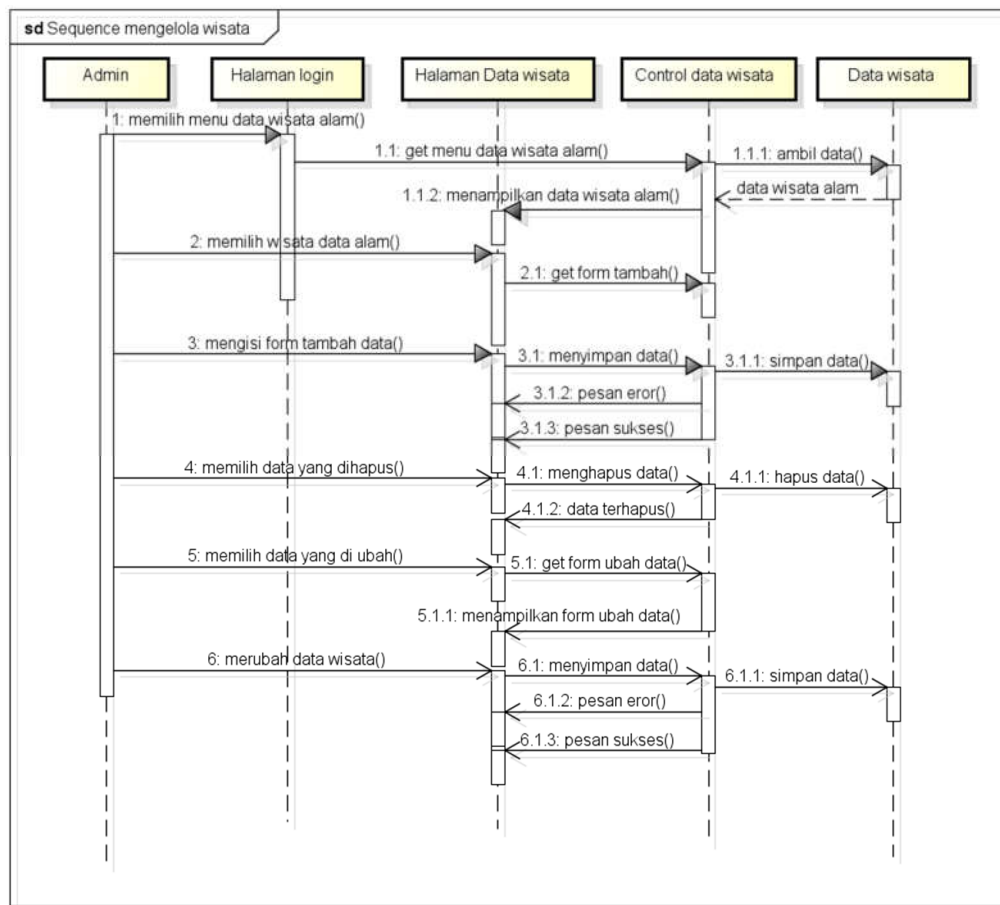 sd Sequence mengelola wisata
Admin
Halaman login
Halaman Data wisata
Control data wisata
Data wisata
1: memilih menu data wisata alam()
1.1: get menu data wisata alam()
1.1.1: ambil data()
data wisata alam
1.1.2: menampilkan data wisata alam()
2: memilih wisata data alam()
2.1: get form tambah()
3: mengisi form tambah data()
3.1: menyimpan data()
3.1.1: simpan data()
3.1.2: pesan eror()
3.1.3: pesan sukses()
4: memilih data yang dihapus()
4.1: menghapus data()
4.1.1: hapus data()
4.1.2: data terhapus()
5: memilih data yang di ubah()
5.1: get form ubah data()
5.1.1: menampilkan form ubah data()
6: merubah data wisata()
6.1: menyimpan data()
6.1.1: simpan data()
6.1.2: pesan eror()
6.1.3: pesan sukses()